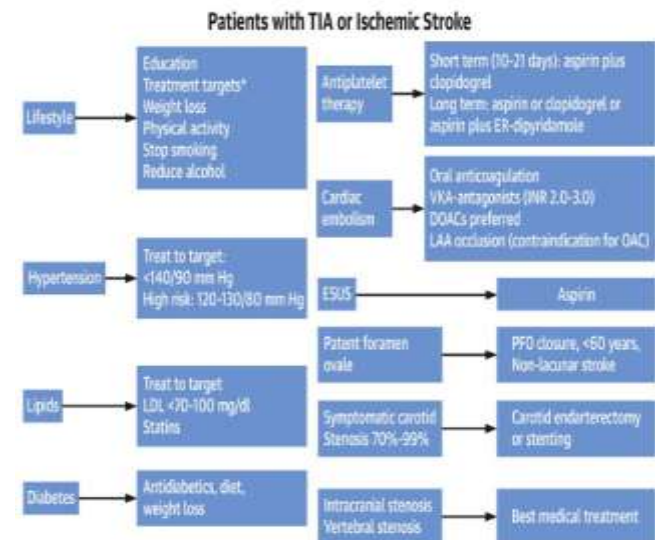 Patients with TIA or Ischemic Stroke
Lifestyle
Education
Treatment targets*
Weight loss
Physical activity
Stop smoking
Reduce alcohol
Hypertension
Treat to target:
<140/90 mm Hg
High risk: 120-130/80 mm Hg
Lipids
Treat to target
LDL <70-100 mg/dl
Statins
Diabetes
Antidiabetics, diet,
weight loss
Antiplatelet
therapy
Short term (10-21 days): aspirin plus
clopidogrel
Long term: aspirin or clopidogrel or
aspirin plus ER-dipyridamole
Cardiac
embolism
Oral anticoagulation
VKA-antagonists (INR 2.0-3.0)
DOACs preferred
LAA occlusion (contraindication for OAC)
ESUS
Aspirin
Patent foramen
ovale
PFO closure, <60 years,
Non-lacunar stroke
Symptomatic carotid
Stenosis 70%-99%
Carotid endarterectomy
or stenting
Intracranial stenosis
Vertebral stenosis
Best medical treatment